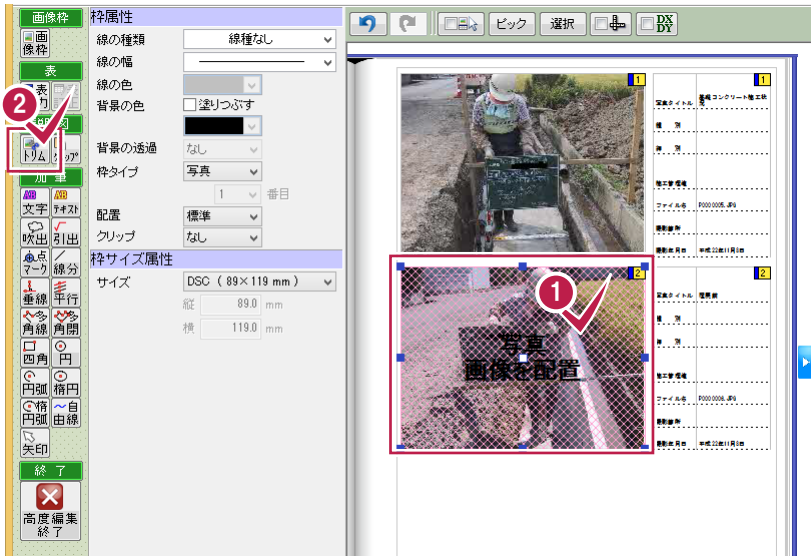 画像枠
画
像枠
表
表
トリム
加 筆
文字 テキスト
吹出 引出
点
マーク 線分
垂線 平行
角線 角開
四角 円
円弧 楕円
楕 自
円弧 由線
矢印
終 了
高度編集
終了
2
枠属性
線の種類 線種なし
線の幅
線の色
背景の色 塗りつぶす
背景の透過 なし
枠タイプ 写真
1 番目
配置 標準
クリップ なし
枠サイズ属性
サイズ DSC ( 89×119 mm )
縦 89.0 mm
横 119.0 mm
ピック 選択 DX
DY
1 1
写真タイトル 基礎コンクリート施工状
況
種 別
細 別
施工管理値
ファイル名 P0000005.JPG
撮影箇所
撮影年月日 平成22年11月8日
2 2
1
写真
画像を配置
写真タイトル 埋戻前
種 別
細 別
施工管理値
ファイル名 P0000006.JPG
撮影箇所
撮影年月日 平成22年11月8日